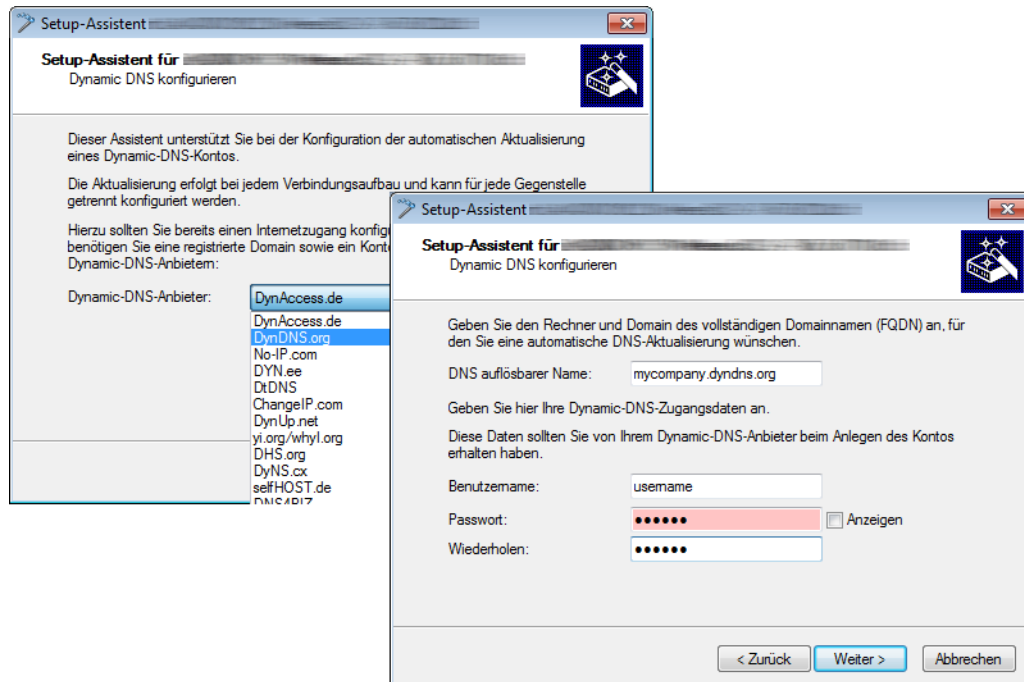 Setup-Assistent
Setup-Assistent für
Dynamic DNS konfigurieren
Dieser Assistent unterstützt Sie bei der Konfiguration der automatischen Aktualisierung
eines Dynamic-DNS-Kontos.
Die Aktualisierung erfolgt bei jedem Verbindungsaufbau und kann für jede Gegenstelle
getrennt konfiguriert werden.
Hierzu sollten Sie bereits einen Internetzugang
benötigen Sie eine registrierte Domain sowie ein
Dynamic-DNS-Anbietern:
Dynamic-DNS-Anbieter:
DynAccess.de
DynAccess.de
DynDNS.org
No-IP.com
DYN.ee
DtDNS
ChangeIP.com
DynUp.net
yi.org/whyI.org
DHS.org
DyNS.cx
selfHOST.de
DNS4BIZ
Setup-Assistent
Setup-Assistent für
Dynamic DNS konfigurieren
Geben Sie den Rechner und Domain des vollständigen Domainnamen (FQDN) an, für
den Sie eine automatische DNS-Aktualisierung wünschen.
DNS auflösbarer Name: mycompany.dyndns.org
Geben Sie hier Ihre Dynamic-DNS-Zugangsdaten an.
Diese Daten sollten Sie von Ihrem Dynamic-DNS-Anbieter beim Anlegen des Kontos
erhalten haben.
Benutzername: username
Passwort: ●●●●●● Anzeigen
Wiederholen: ●●●●●●
< Zurück Weiter > Abbrechen